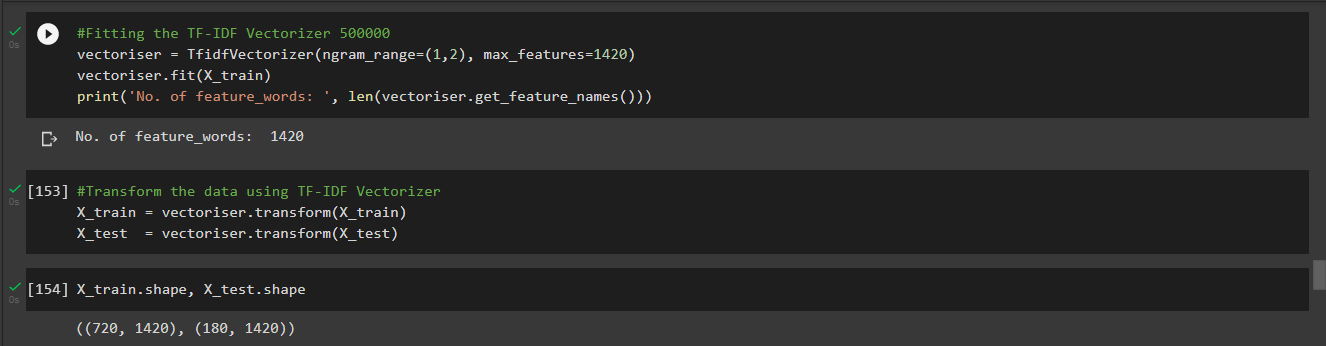 #Fitting the TF-IDF Vectorizer 500000
0s
vectoriser = TfidfVectorizer(ngram_range=(1,2), max_features=1420)
vectoriser.fit(X_train)
print('No. of feature_words: ', len(vectoriser.get_feature_names()))
No. of feature_words:  1420
[153] #Transform the data using TF-IDF Vectorizer
0s
X_train = vectoriser.transform(X_train)
X_test  = vectoriser.transform(X_test)
[154] X_train.shape, X_test.shape
0s
((720, 1420), (180, 1420))